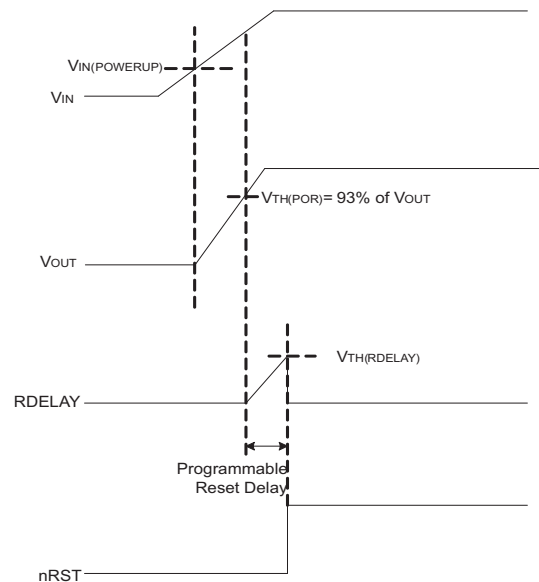 VIN(POWERUP)
VIN
VTH(POR)= 93% of VOUT
VOUT
VTH(RDELAY)
RDELAY
Programmable
Reset Delay
nRST